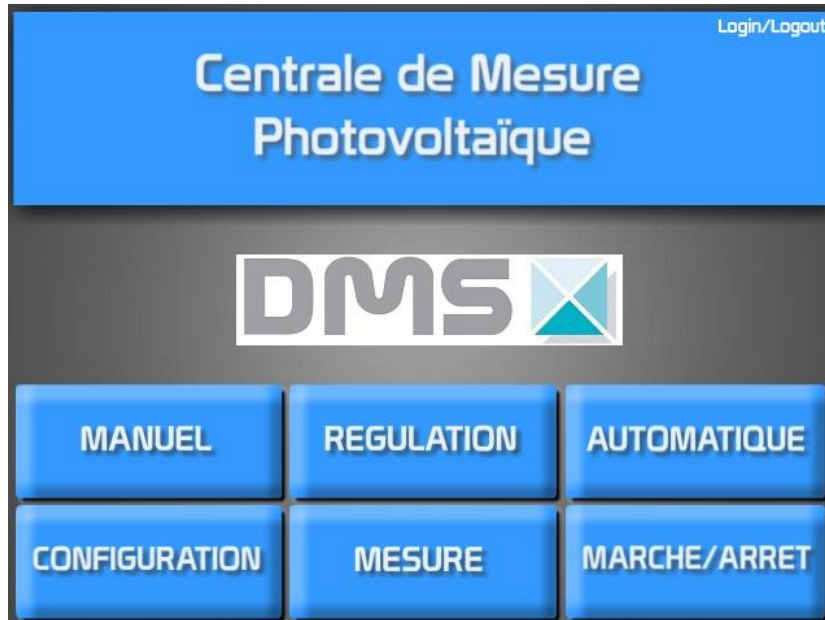 Login/Logout
Centrale de Mesure
Photovoltaïque
DMS
MANUEL
REGULATION
AUTOMATIQUE
CONFIGURATION
MESURE
MARCHE/ARRET